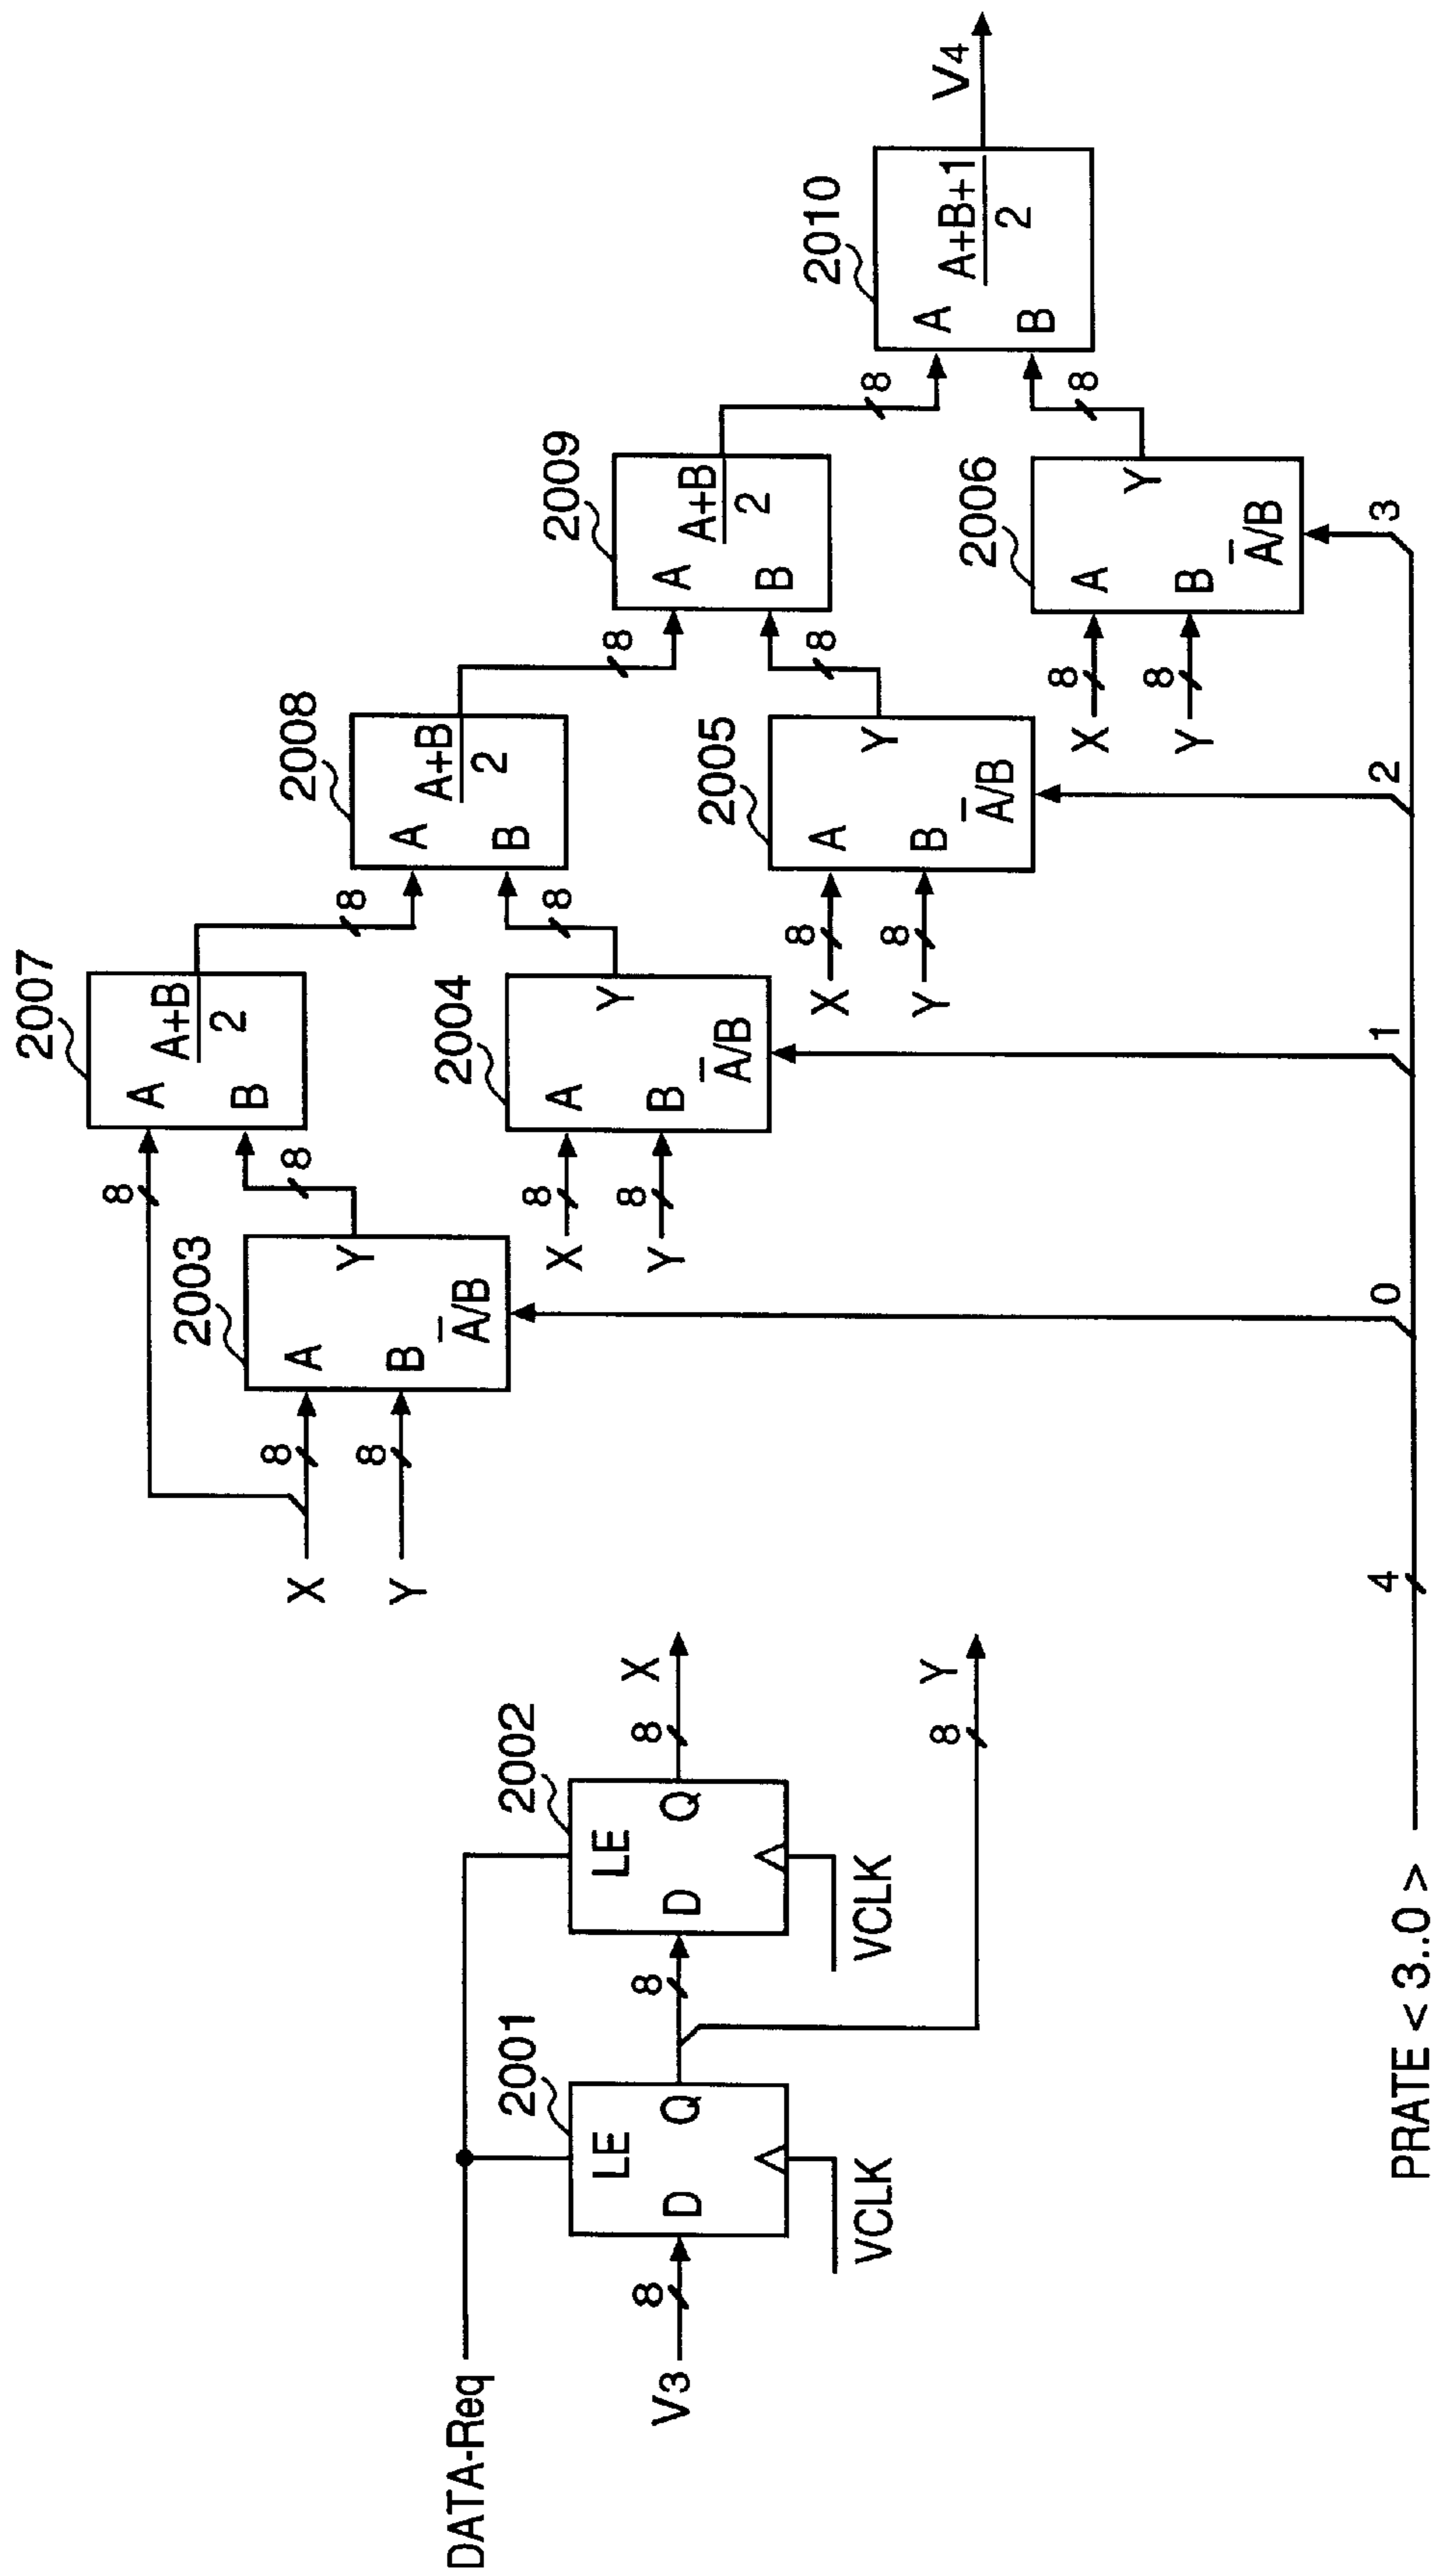 DATA-Req
V3
8
2001
LE
D
Q
VCLK
8
2002
LE
D
Q
VCLK
8
X
8
Y
X
Y
8
8
8
2003
A
B
Y
A̅/B
8
2007
A
B
A+B
2
8
X
Y
8
8
2004
A
B
Y
A̅/B
8
2008
A
B
A+B
2
8
X
Y
8
8
2005
A
B
Y
A̅/B
8
2009
A
B
A+B
2
8
X
Y
8
8
2006
A
B
Y
A̅/B
8
2010
A
B
A+B+1
2
V4
PRATE < 3..0 >
4
0
1
2
3